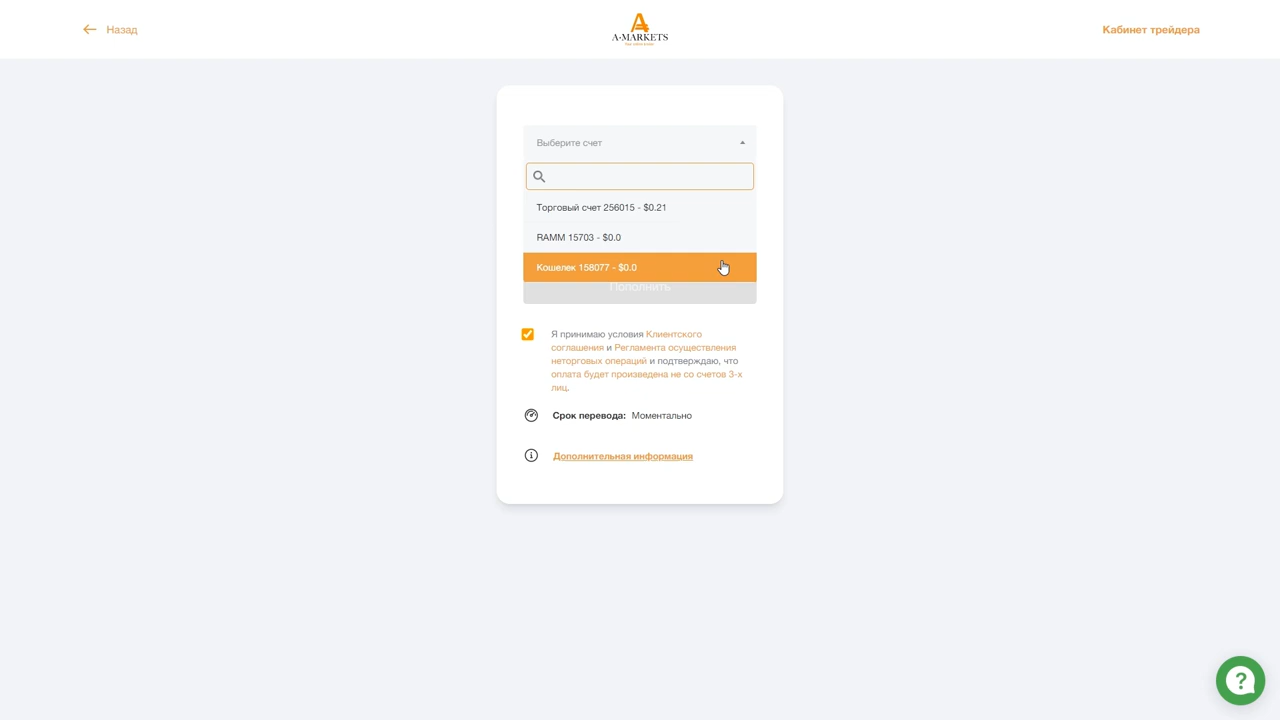 Назад
A-MARKETS
Кабинет трейдера
Выберите счет
Торговый счет 256015 - $0.21
RAMM 15703 - $0.0
Кошелек 158077 - $0.0
Пополнить
Я принимаю условия Клиентского
соглашения и Регламента осуществления
неторговых операций и подтверждаю, что
оплата будет произведена не со счетов 3-х
лиц.
Срок перевода: Моментально
Дополнительная информация